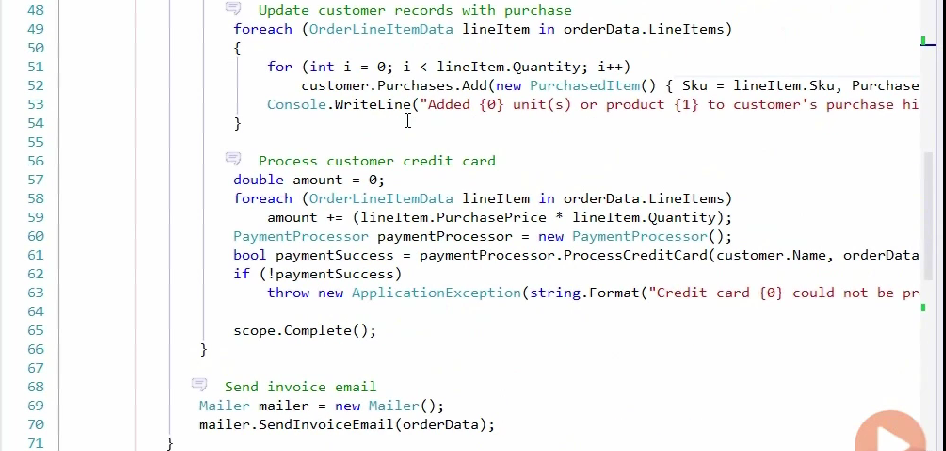 48 Update customer records with purchase
49 foreach (OrderLineItemData lineItem in orderData.LineItems)
50 {
51 for (int i = 0; i < lineItem.Quantity; i++)
52 customer.Purchases.Add(new PurchasedItem() { Sku = lineItem.Sku, Purchase
53 Console.WriteLine("Added {0} unit(s) or product {1} to customer's purchase hi
54 }
55
56 Process customer credit card
57 double amount = 0;
58 foreach (OrderLineItemData lineItem in orderData.LineItems)
59 amount += (lineItem.PurchasePrice * lineItem.Quantity);
60 PaymentProcessor paymentProcessor = new PaymentProcessor();
61 bool paymentSuccess = paymentProcessor.ProcessCreditCard(customer.Name, orderData
62 if (!paymentSuccess)
63 throw new ApplicationException(string.Format("Credit card {0} could not be pr
64
65 scope.Complete();
66 }
67
68 Send invoice email
69 Mailer mailer = new Mailer();
70 mailer.SendInvoiceEmail(orderData);
71 }